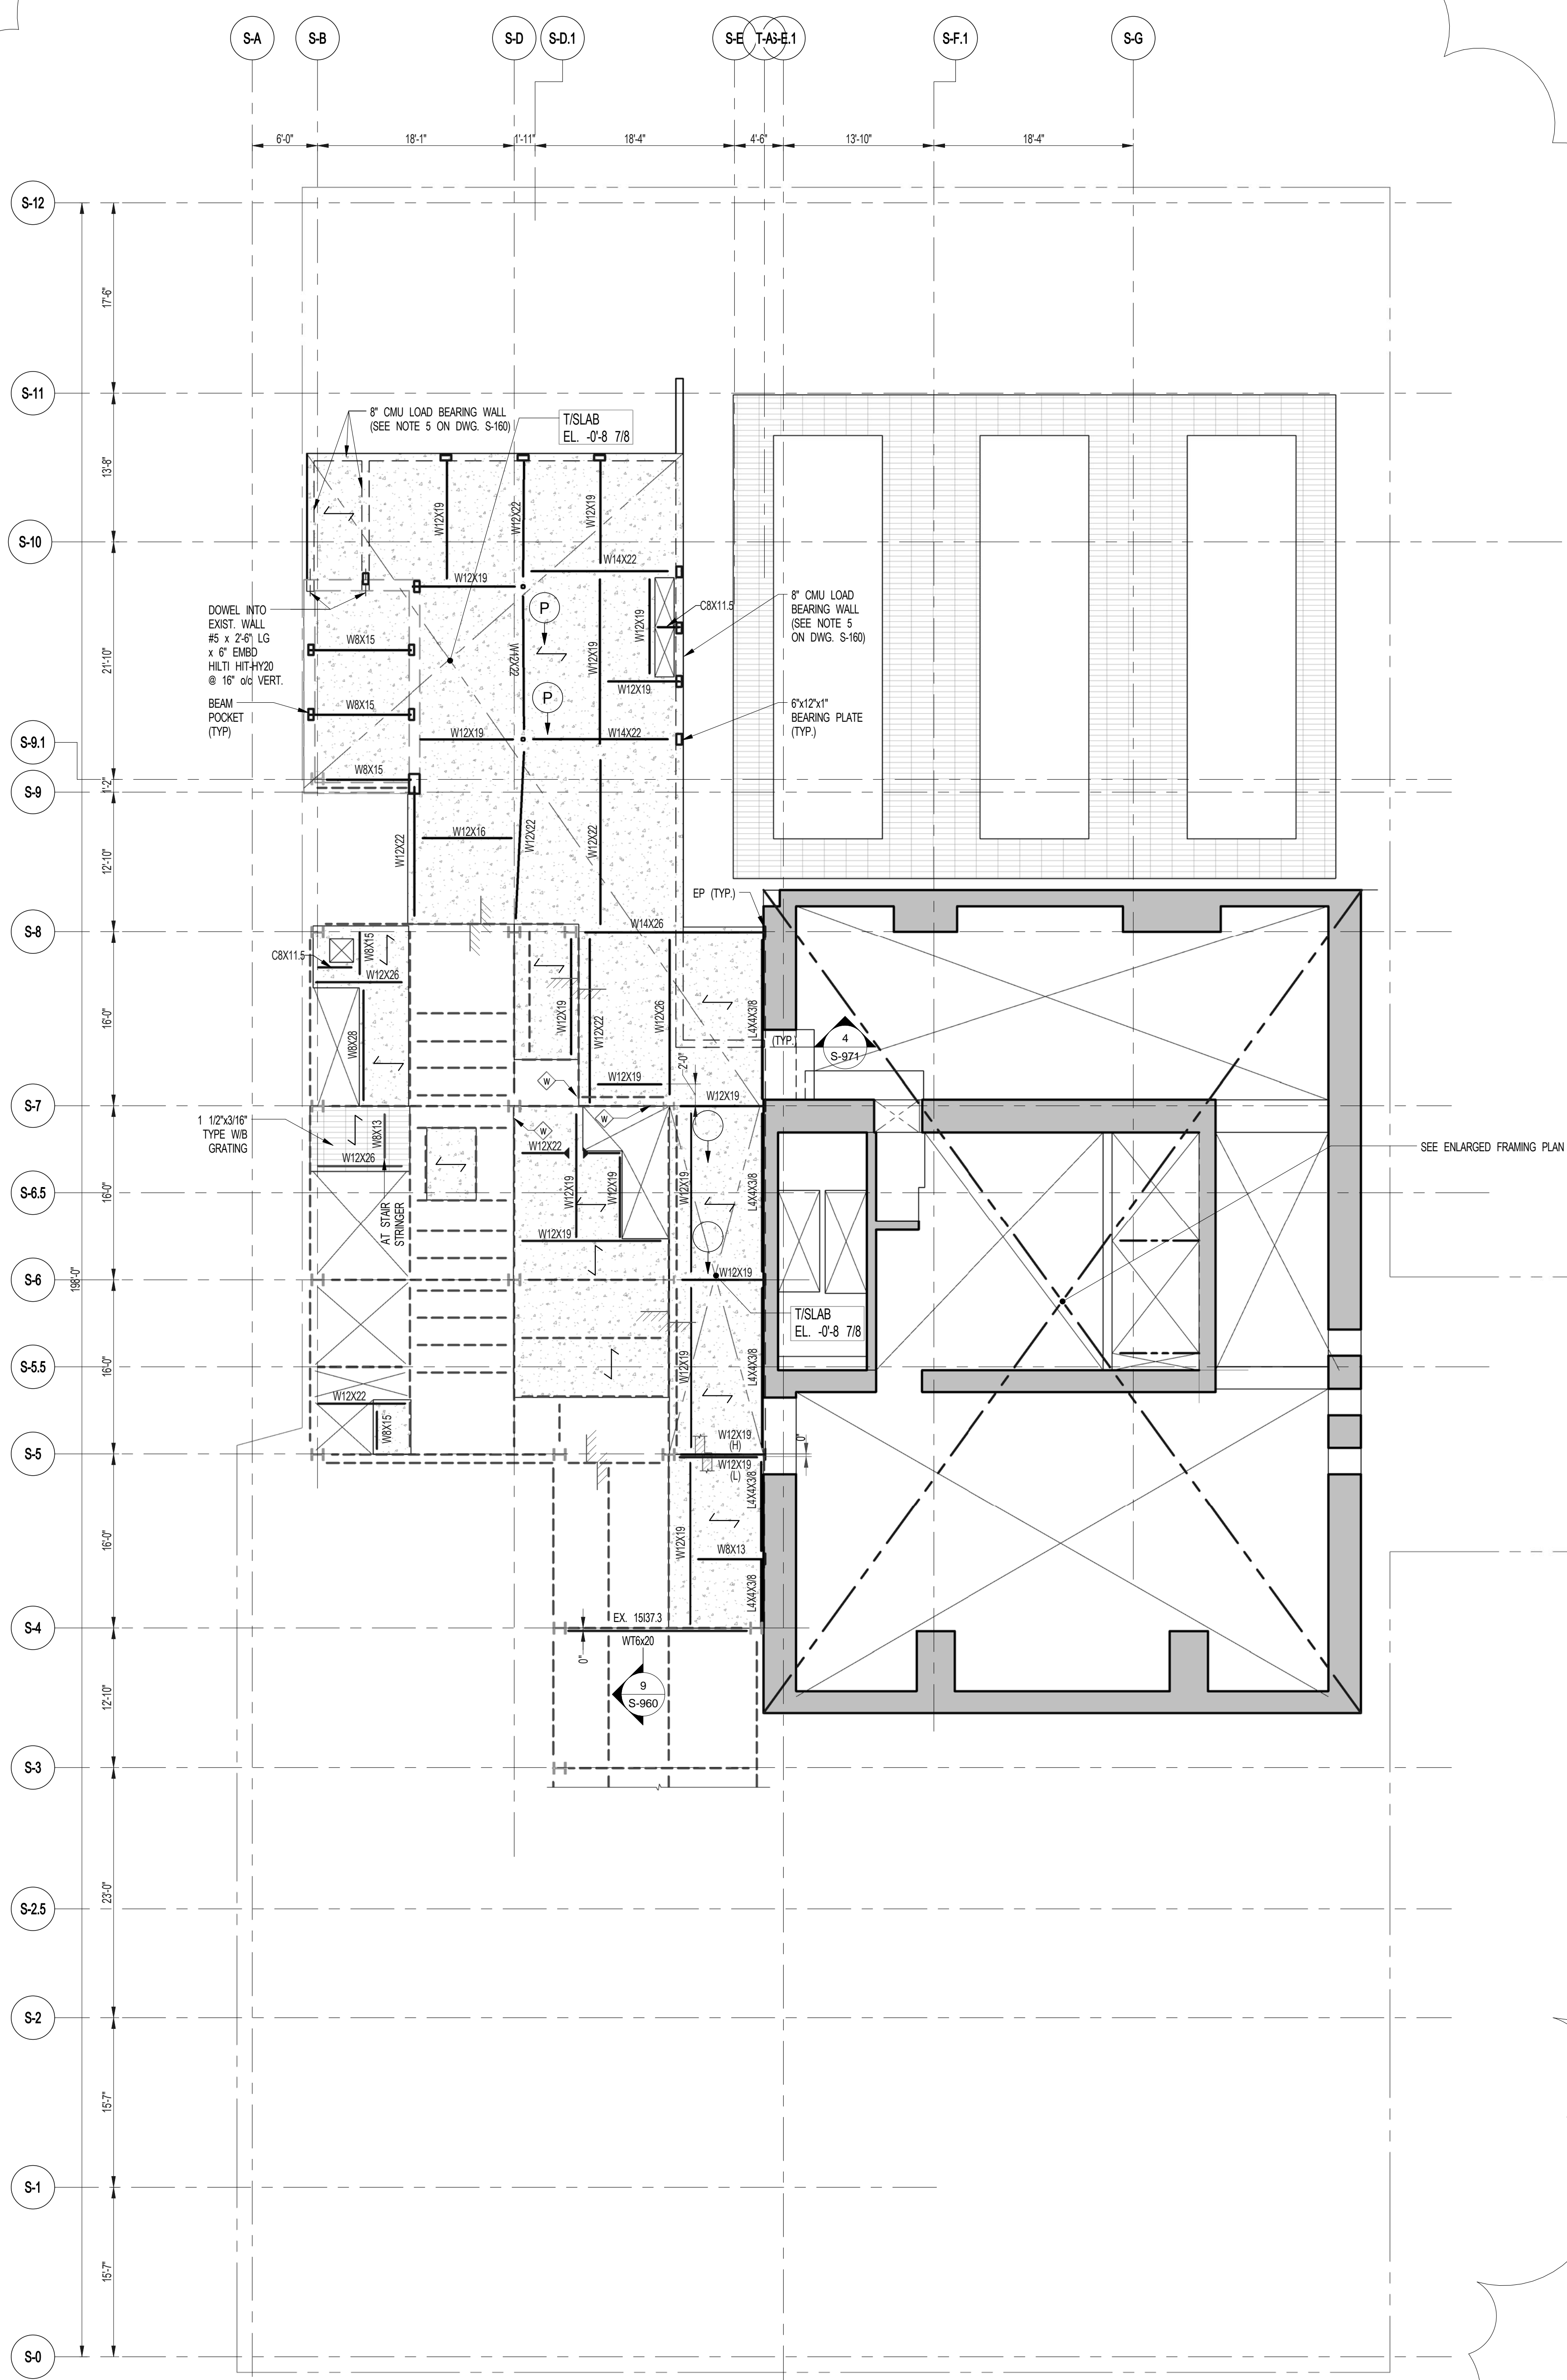 S-A
S-B
S-D
S-D.1
S-E
T-A
S-E.1
S-F.1
S-G
6'-0"
18'-1"
1'-11"
18'-4"
4'-6"
13'-10"
18'-4"
S-12
17'-6"
S-11
8" CMU LOAD BEARING WALL
(SEE NOTE 5 ON DWG. S-160)
T/SLAB
EL. -0'-8 7/8
13'-8"
W12X19
W12X22
W12X19
S-10
W14X22
W12X19
P
C8X11.5
W12X19
DOWEL INTO
EXIST. WALL
#5 x 2'-6" LG
x 6" EMBD
HILTI HIT-HY20
@ 16" o/c VERT.
8" CMU LOAD
BEARING WALL
(SEE NOTE 5
ON DWG. S-160)
21'-10"
W8X15
W12X22
W12X19
W12X19
P
BEAM
POCKET
(TYP)
W8X15
6"x12"x1"
BEARING PLATE
(TYP.)
W12X19
W14X22
S-9.1
W8X15
1'-2"
S-9
W12X16
W12X22
W12X22
W12X22
12'-10"
EP (TYP.)
S-8
W14X26
C8X11.5
W8X15
W12X26
16'-0"
W8X28
W12X19
W12X22
W12X26
L4X4X3/8
(TYP.)
4
S-971
2'-0"
W
W12X19
W12X19
S-7
1 1/2"x3/16"
TYPE W/B
GRATING
W8X13
W12X26
W
W
W12X22
SEE ENLARGED FRAMING PLAN
16'-0"
S-6.5
W12X19
W12X19
W12X19
L4X4X3/8
AT STAIR
STRINGER
W12X19
S-6
W12X19
198'-0"
T/SLAB
EL. -0'-8 7/8
S-5.5
16'-0"
W12X19
L4X4X3/8
W12X22
W8X15
S-5
W12X19
(H)
W12X19
(L)
0"
16'-0"
W12X19
L4X4X3/8
W8X13
L4X4X3/8
S-4
EX. 15I37.3
WT6x20
0"
12'-10"
9
S-960
S-3
23'-0"
S-2.5
S-2
15'-7"
S-1
15'-7"
S-0